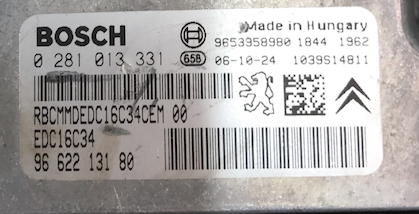 BOSCH
Made in Hungary
9653958980 1844 1962
0 281 013 331 65B 06-10-24 1039S14811
RBCMMDEDC16C34CEM 00
EDC16C34
96 622 131 80